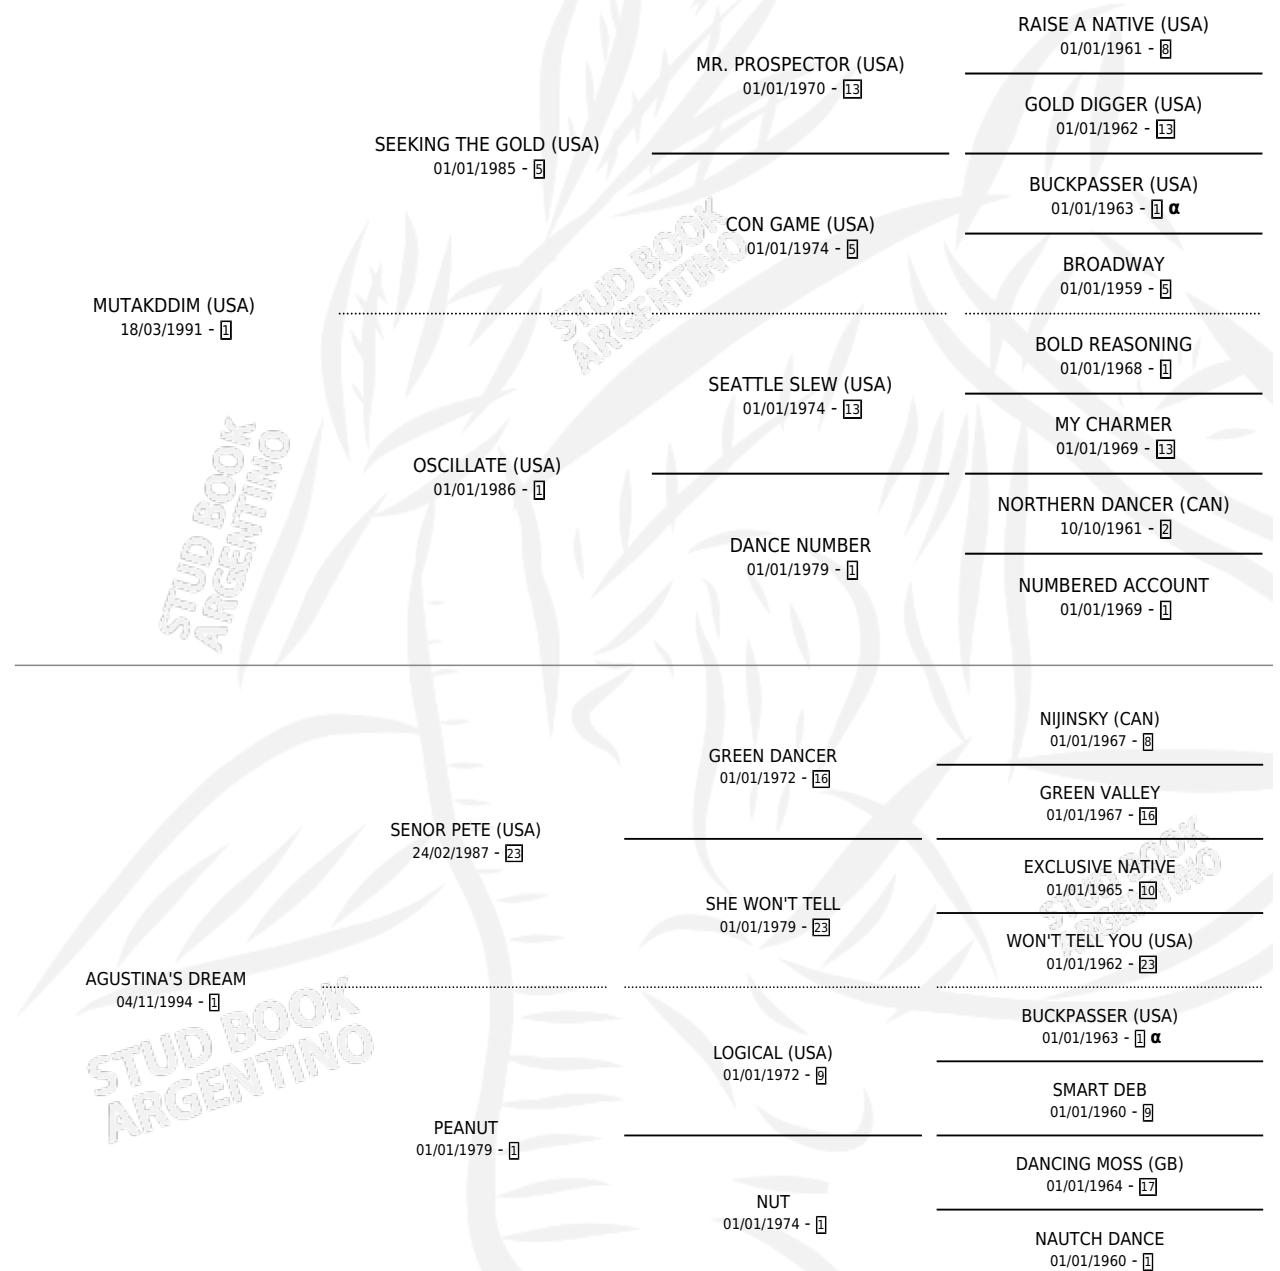 RAISE A NATIVE (USA)
01/01/1961 - 8
MR. PROSPECTOR (USA)
01/01/1970 - 13
GOLD DIGGER (USA)
01/01/1962 - 13
SEEKING THE GOLD (USA)
01/01/1985 - 5
BUCKPASSER (USA)
01/01/1963 - 1 α
CON GAME (USA)
01/01/1974 - 5
BROADWAY
01/01/1959 - 5
MUTAKDDIM (USA)
18/03/1991 - 1
BOLD REASONING
01/01/1968 - 1
SEATTLE SLEW (USA)
01/01/1974 - 13
MY CHARMER
01/01/1969 - 13
OSCILLATE (USA)
01/01/1986 - 1
NORTHERN DANCER (CAN)
10/10/1961 - 2
DANCE NUMBER
01/01/1979 - 1
NUMBERED ACCOUNT
01/01/1969 - 1
NIJINSKY (CAN)
01/01/1967 - 8
GREEN DANCER
01/01/1972 - 16
GREEN VALLEY
01/01/1967 - 16
SENOR PETE (USA)
24/02/1987 - 23
EXCLUSIVE NATIVE
01/01/1965 - 10
SHE WON'T TELL
01/01/1979 - 23
WON'T TELL YOU (USA)
01/01/1962 - 23
AGUSTINA'S DREAM
04/11/1994 - 1
BUCKPASSER (USA)
01/01/1963 - 1 α
LOGICAL (USA)
01/01/1972 - 9
SMART DEB
01/01/1960 - 9
PEANUT
01/01/1979 - 1
DANCING MOSS (GB)
01/01/1964 - 17
NUT
01/01/1974 - 1
NAUTCH DANCE
01/01/1960 - 1
STUD BOOK
ARGENTINO
STUD BOOK
ARGENTINO
STUD BOOK
ARGENTINO
STUD BOOK
ARGENTINO